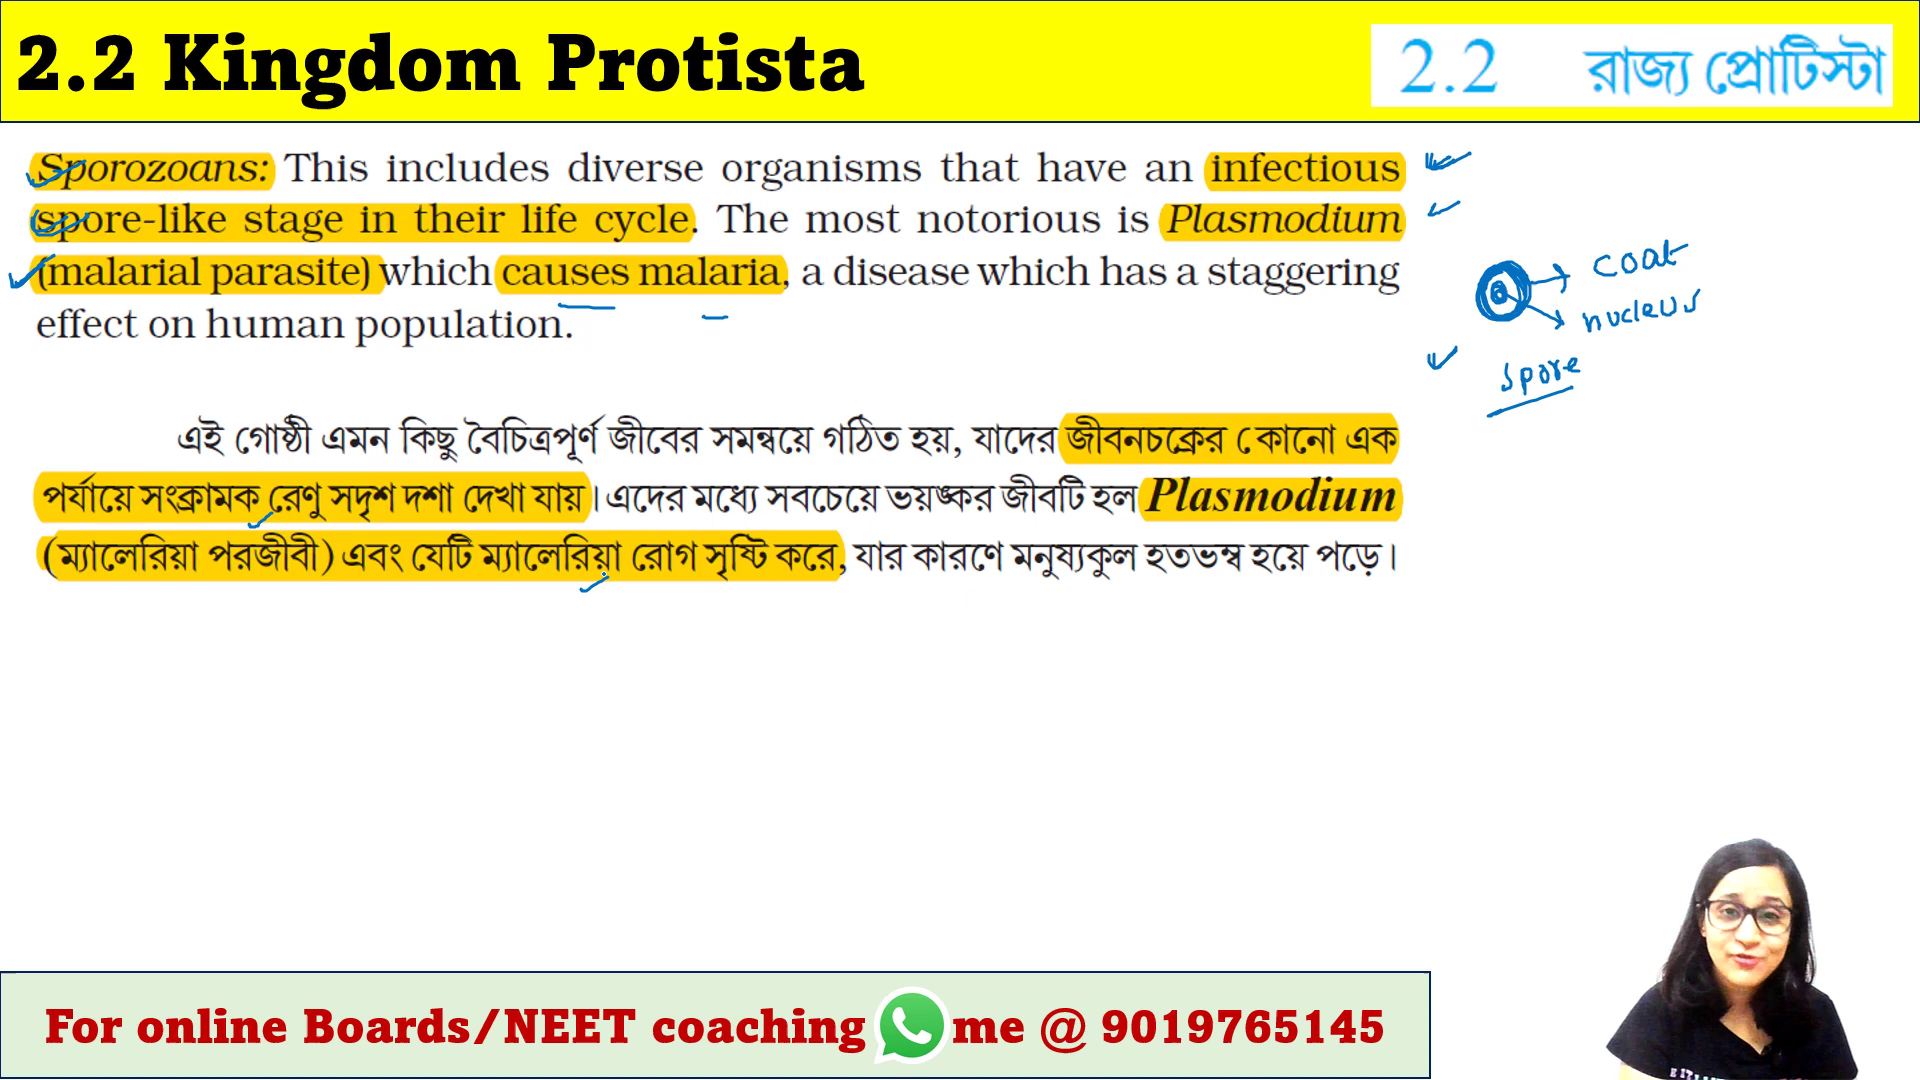 2.2 Kingdom Protista
2.2 রাজ্য প্রোটিস্টা
Sporozoans: This includes diverse organisms that have an infectious
spore-like stage in their life cycle. The most notorious is Plasmodium
(malarial parasite) which causes malaria, a disease which has a staggering
effect on human population.
coat
nucleus
spore
এই গোষ্ঠী এমন কিছু বৈচিত্রপূর্ণ জীবের সমন্বয়ে গঠিত হয়, যাদের জীবনচক্রের কোনো এক
পর্যায়ে সংক্রামক রেণু সদৃশ দশা দেখা যায়। এদের মধ্যে সবচেয়ে ভয়ঙ্কর জীবটি হল Plasmodium
(ম্যালেরিয়া পরজীবী) এবং যেটি ম্যালেরিয়া রোগ সৃষ্টি করে, যার কারণে মনুষ্যকুল হতভম্ব হয়ে পড়ে।
For online Boards/NEET coaching me @ 9019765145